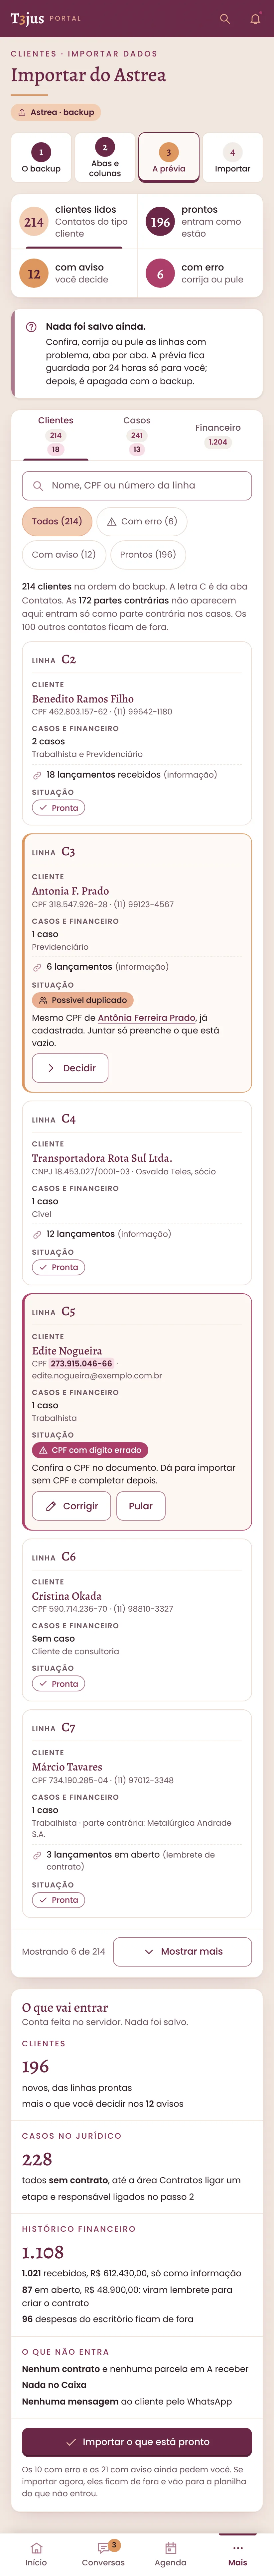 T3jus PORTAL
CLIENTES · IMPORTAR DADOS
Importar do Astrea
Astrea · backup
1
O backup
2
Abas e
colunas
3
A prévia
4
Importar
214
clientes lidos
Contatos do tipo
cliente
196
prontos
entram como
estão
12
com aviso
você decide
6
com erro
corrija ou pule
Nada foi salvo ainda.
Confira, corrija ou pule as linhas com
problema, aba por aba. A prévia fica
guardada por 24 horas só para você;
depois, é apagada com o backup.
Clientes
214
18
Casos
241
13
Financeiro
1.204
Nome, CPF ou número da linha
Todos (214)
Com erro (6)
Com aviso (12)
Prontos (196)
214 clientes na ordem do backup. A letra C é da aba
Contatos. As 172 partes contrárias não aparecem
aqui: entram só como parte contrária nos casos. Os
100 outros contatos ficam de fora.
LINHA C2
CLIENTE
Benedito Ramos Filho
CPF 462.803.157-62 · (11) 99642-1180
CASOS E FINANCEIRO
2 casos
Trabalhista e Previdenciário
18 lançamentos recebidos (informação)
SITUAÇÃO
Pronta
LINHA C3
CLIENTE
Antonia F. Prado
CPF 318.547.926-28 · (11) 99123-4567
CASOS E FINANCEIRO
1 caso
Previdenciário
6 lançamentos (informação)
SITUAÇÃO
Possível duplicado
Mesmo CPF de Antônia Ferreira Prado, já
cadastrada. Juntar só preenche o que está
vazio.
Decidir
LINHA C4
CLIENTE
Transportadora Rota Sul Ltda.
CNPJ 18.453.027/0001-03 · Osvaldo Teles, sócio
CASOS E FINANCEIRO
1 caso
Cível
12 lançamentos (informação)
SITUAÇÃO
Pronta
LINHA C5
CLIENTE
Edite Nogueira
CPF 273.915.046-66 ·
edite.nogueira@exemplo.com.br
CASOS E FINANCEIRO
1 caso
Trabalhista
SITUAÇÃO
CPF com dígito errado
Confira o CPF no documento. Dá para importar
sem CPF e completar depois.
Corrigir
Pular
LINHA C6
CLIENTE
Cristina Okada
CPF 590.714.236-70 · (11) 98810-3327
CASOS E FINANCEIRO
Sem caso
Cliente de consultoria
SITUAÇÃO
Pronta
LINHA C7
CLIENTE
Márcio Tavares
CPF 734.190.285-04 · (11) 97012-3348
CASOS E FINANCEIRO
1 caso
Trabalhista · parte contrária: Metalúrgica Andrade
S.A.
3 lançamentos em aberto (lembrete de
contrato)
SITUAÇÃO
Pronta
Mostrando 6 de 214
Mostrar mais
O que vai entrar
Conta feita no servidor. Nada foi salvo.
CLIENTES
196
novos, das linhas prontas
mais o que você decidir nos 12 avisos
CASOS NO JURÍDICO
228
todos sem contrato, até a área Contratos ligar um
etapa e responsável ligados no passo 2
HISTÓRICO FINANCEIRO
1.108
1.021 recebidos, R$ 612.430,00, só como informação
87 em aberto, R$ 48.900,00: viram lembrete para
criar o contrato
96 despesas do escritório ficam de fora
O QUE NÃO ENTRA
Nenhum contrato e nenhuma parcela em A receber
Nada no Caixa
Nenhuma mensagem ao cliente pelo WhatsApp
Importar o que está pronto
Os 10 com erro e os 21 com aviso ainda pedem você. Se
importar agora, eles ficam de fora e vão para a planilha
do que não entrou.
Início
3
Conversas
Agenda
Mais